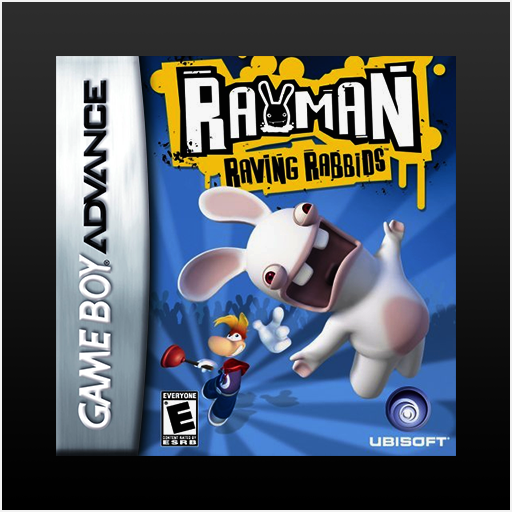 GAME BOY ADVANCE
RAYMAN
RAVING RABBIDS
EVERYONE
E
CONTENT RATED BY
ESRB
UBISOFT